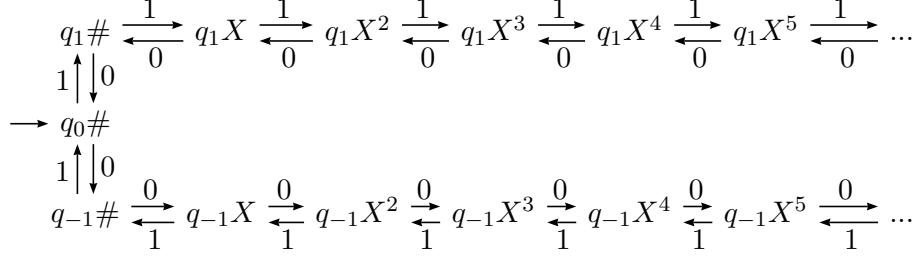 1 1 1 1 1 1
q₁# q₁X q₁X² q₁X³ q₁X⁴ q₁X⁵ ...
0 0 0 0 0 0
1 0
q₀#
1 0
0 0 0 0 0 0
q₋₁# q₋₁X q₋₁X² q₋₁X³ q₋₁X⁴ q₋₁X⁵ ...
1 1 1 1 1 1